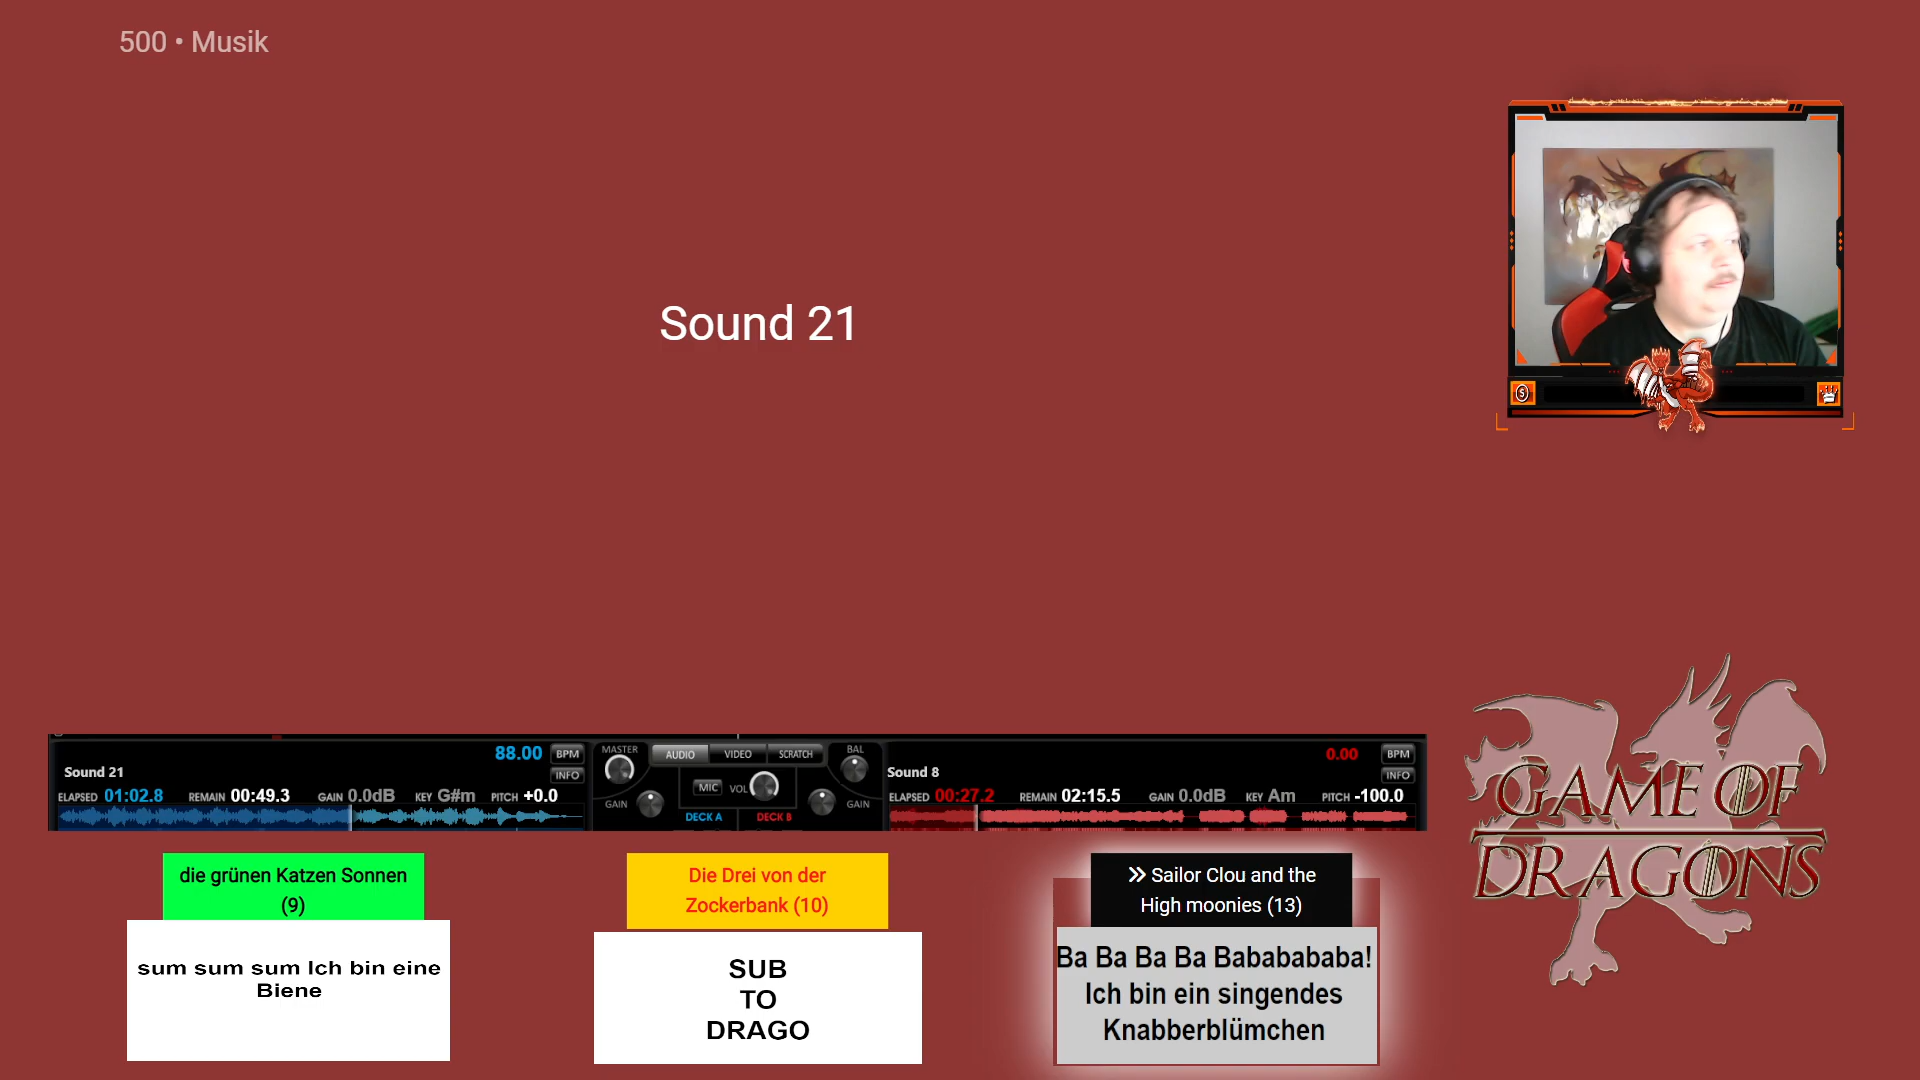 500 • Musik
Sound 21
88.00 BPM
Sound 21
INFO
ELAPSED 01:02.8 REMAIN 00:49.3 GAIN 0.0dB KEY G#m PITCH +0.0
MASTER AUDIO VIDEO SCRATCH BAL
MIC VOL
GAIN GAIN
DECK A DECK B
0.00 BPM
Sound 8
INFO
ELAPSED 00:27.2 REMAIN 02:15.5 GAIN 0.0dB KEY Am PITCH -100.0
die grünen Katzen Sonnen
(9)
sum sum sum Ich bin eine
Biene
Die Drei von der
Zockerbank (10)
SUB
TO
DRAGO
Sailor Clou and the
High moonies (13)
Ba Ba Ba Ba Babababa​ba!
Ich bin ein singendes
Knabberblümchen
GAME OF
DRAGONS
S